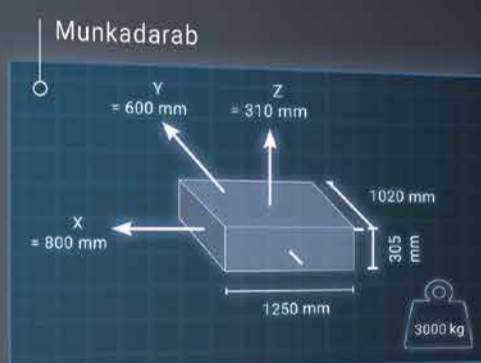 Munkadarab
Y
= 600 mm
Z
= 310 mm
X
= 800 mm
1020 mm
305
mm
1250 mm
3000 kg